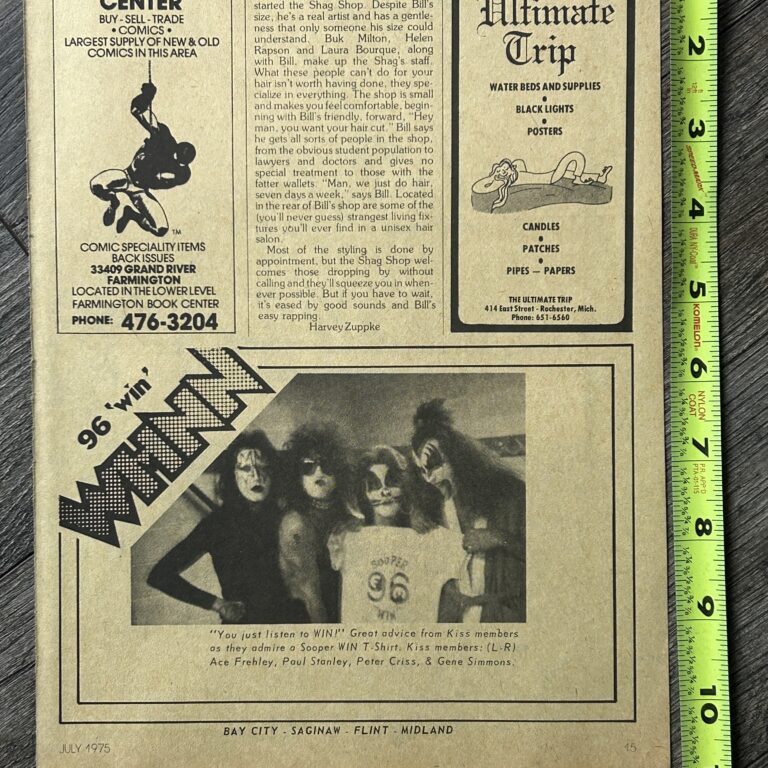 CENTER
BUY - SELL - TRADE
• COMICS •
LARGEST SUPPLY OF NEW & OLD
COMICS IN THIS AREA
TM
COMIC SPECIALITY ITEMS
BACK ISSUES
33409 GRAND RIVER
FARMINGTON
LOCATED IN THE LOWER LEVEL
FARMINGTON BOOK CENTER
PHONE: 476-3204
started the Shag Shop. Despite Bill's
size, he's a real artist and has a gentle-
ness that only someone his size could
understand. Buk Milton, Helen
Rapson and Laura Bourque, along
with Bill, make up the Shag's staff.
What these people can't do for your
hair isn't worth having done, they spe-
cialize in everything. The shop is small
and makes you feel comfortable, begin-
ning with Bill's friendly, forward, "Hey
man, you want your hair cut." Bill says
he gets all sorts of people in the shop,
from the obvious student population to
lawyers and doctors and gives no
special treatment to those with the
fatter wallets. "Man, we just do hair,
seven days a week," says Bill. Located
in the rear of Bill's shop are some of the
(you'll never guess) strangest living fix-
tures you'll ever find in a unisex hair
salon.
Most of the styling is done by
appointment, but the Shag Shop wel-
comes those dropping by without
calling and they'll squeeze you in when-
ever possible. But if you have to wait,
it's eased by good sounds and Bill's
easy rapping.
Harvey Zuppke
Ultimate
Trip
WATER BEDS AND SUPPLIES
•
BLACK LIGHTS
•
POSTERS
CANDLES
•
PATCHES
•
PIPES — PAPERS
THE ULTIMATE TRIP
414 East Street - Rochester, Mich.
Phone: 651-6560
96 'win'
WHNN
SOOPER
96
WIN
"You just listen to WIN!" Great advice from Kiss members
as they admire a Sooper WIN T-Shirt. Kiss members: (L-R)
Ace Frehley, Paul Stanley, Peter Criss, & Gene Simmons.
BAY CITY - SAGINAW - FLINT - MIDLAND
JULY 1975
15
2
3
4
5
KOMELON
6
NYLON
COAT
7
8
9
10